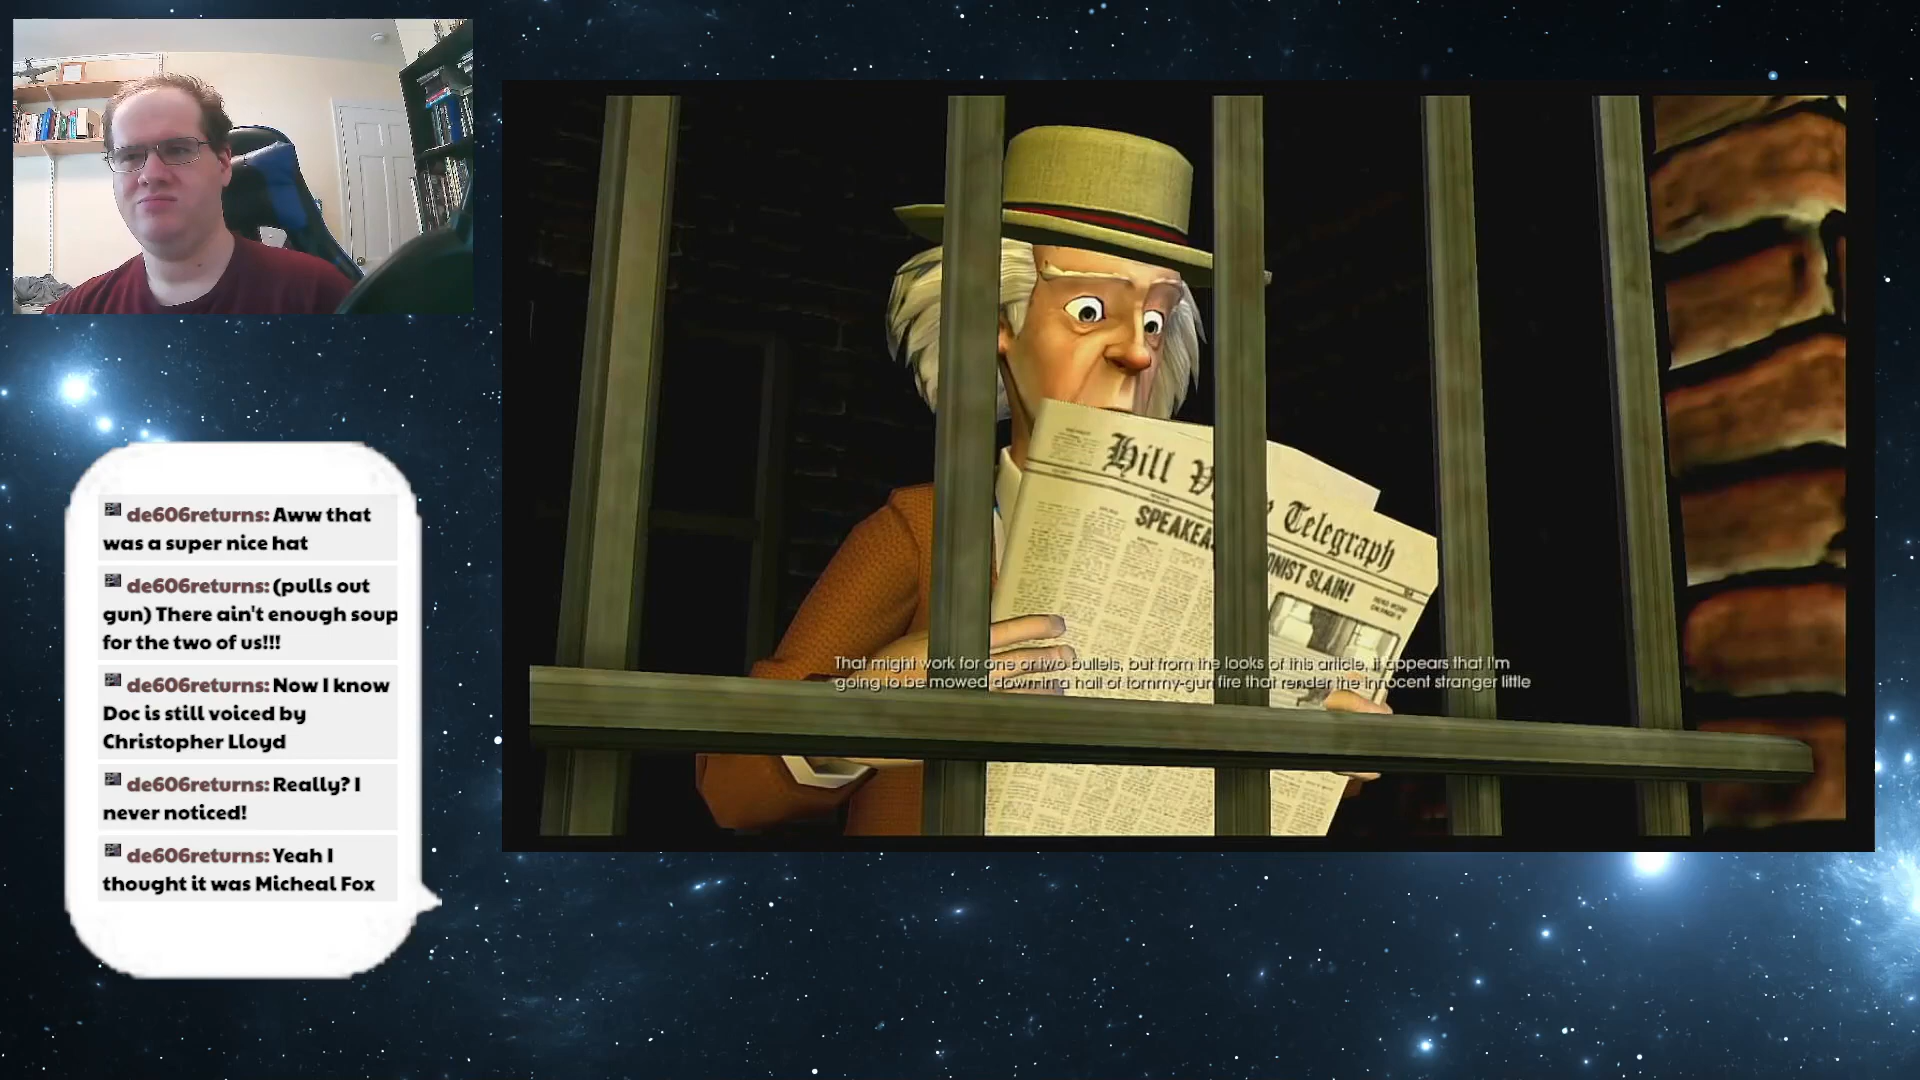 de606returns: Aww that
was a super nice hat
de606returns: (pulls out
gun) There ain't enough soup
for the two of us!!!
de606returns: Now I know
Doc is still voiced by
Christopher Lloyd
de606returns: Really? I
never noticed!
de606returns: Yeah I
thought it was Micheal Fox
Hill V Telegraph
SPEAKEA ONIST SLAIN!
That might work for one or two bullets, but from the looks of this article, it appears that I'm
going to be mowed down in a hail of tommy-gun fire that render the innocent stranger little